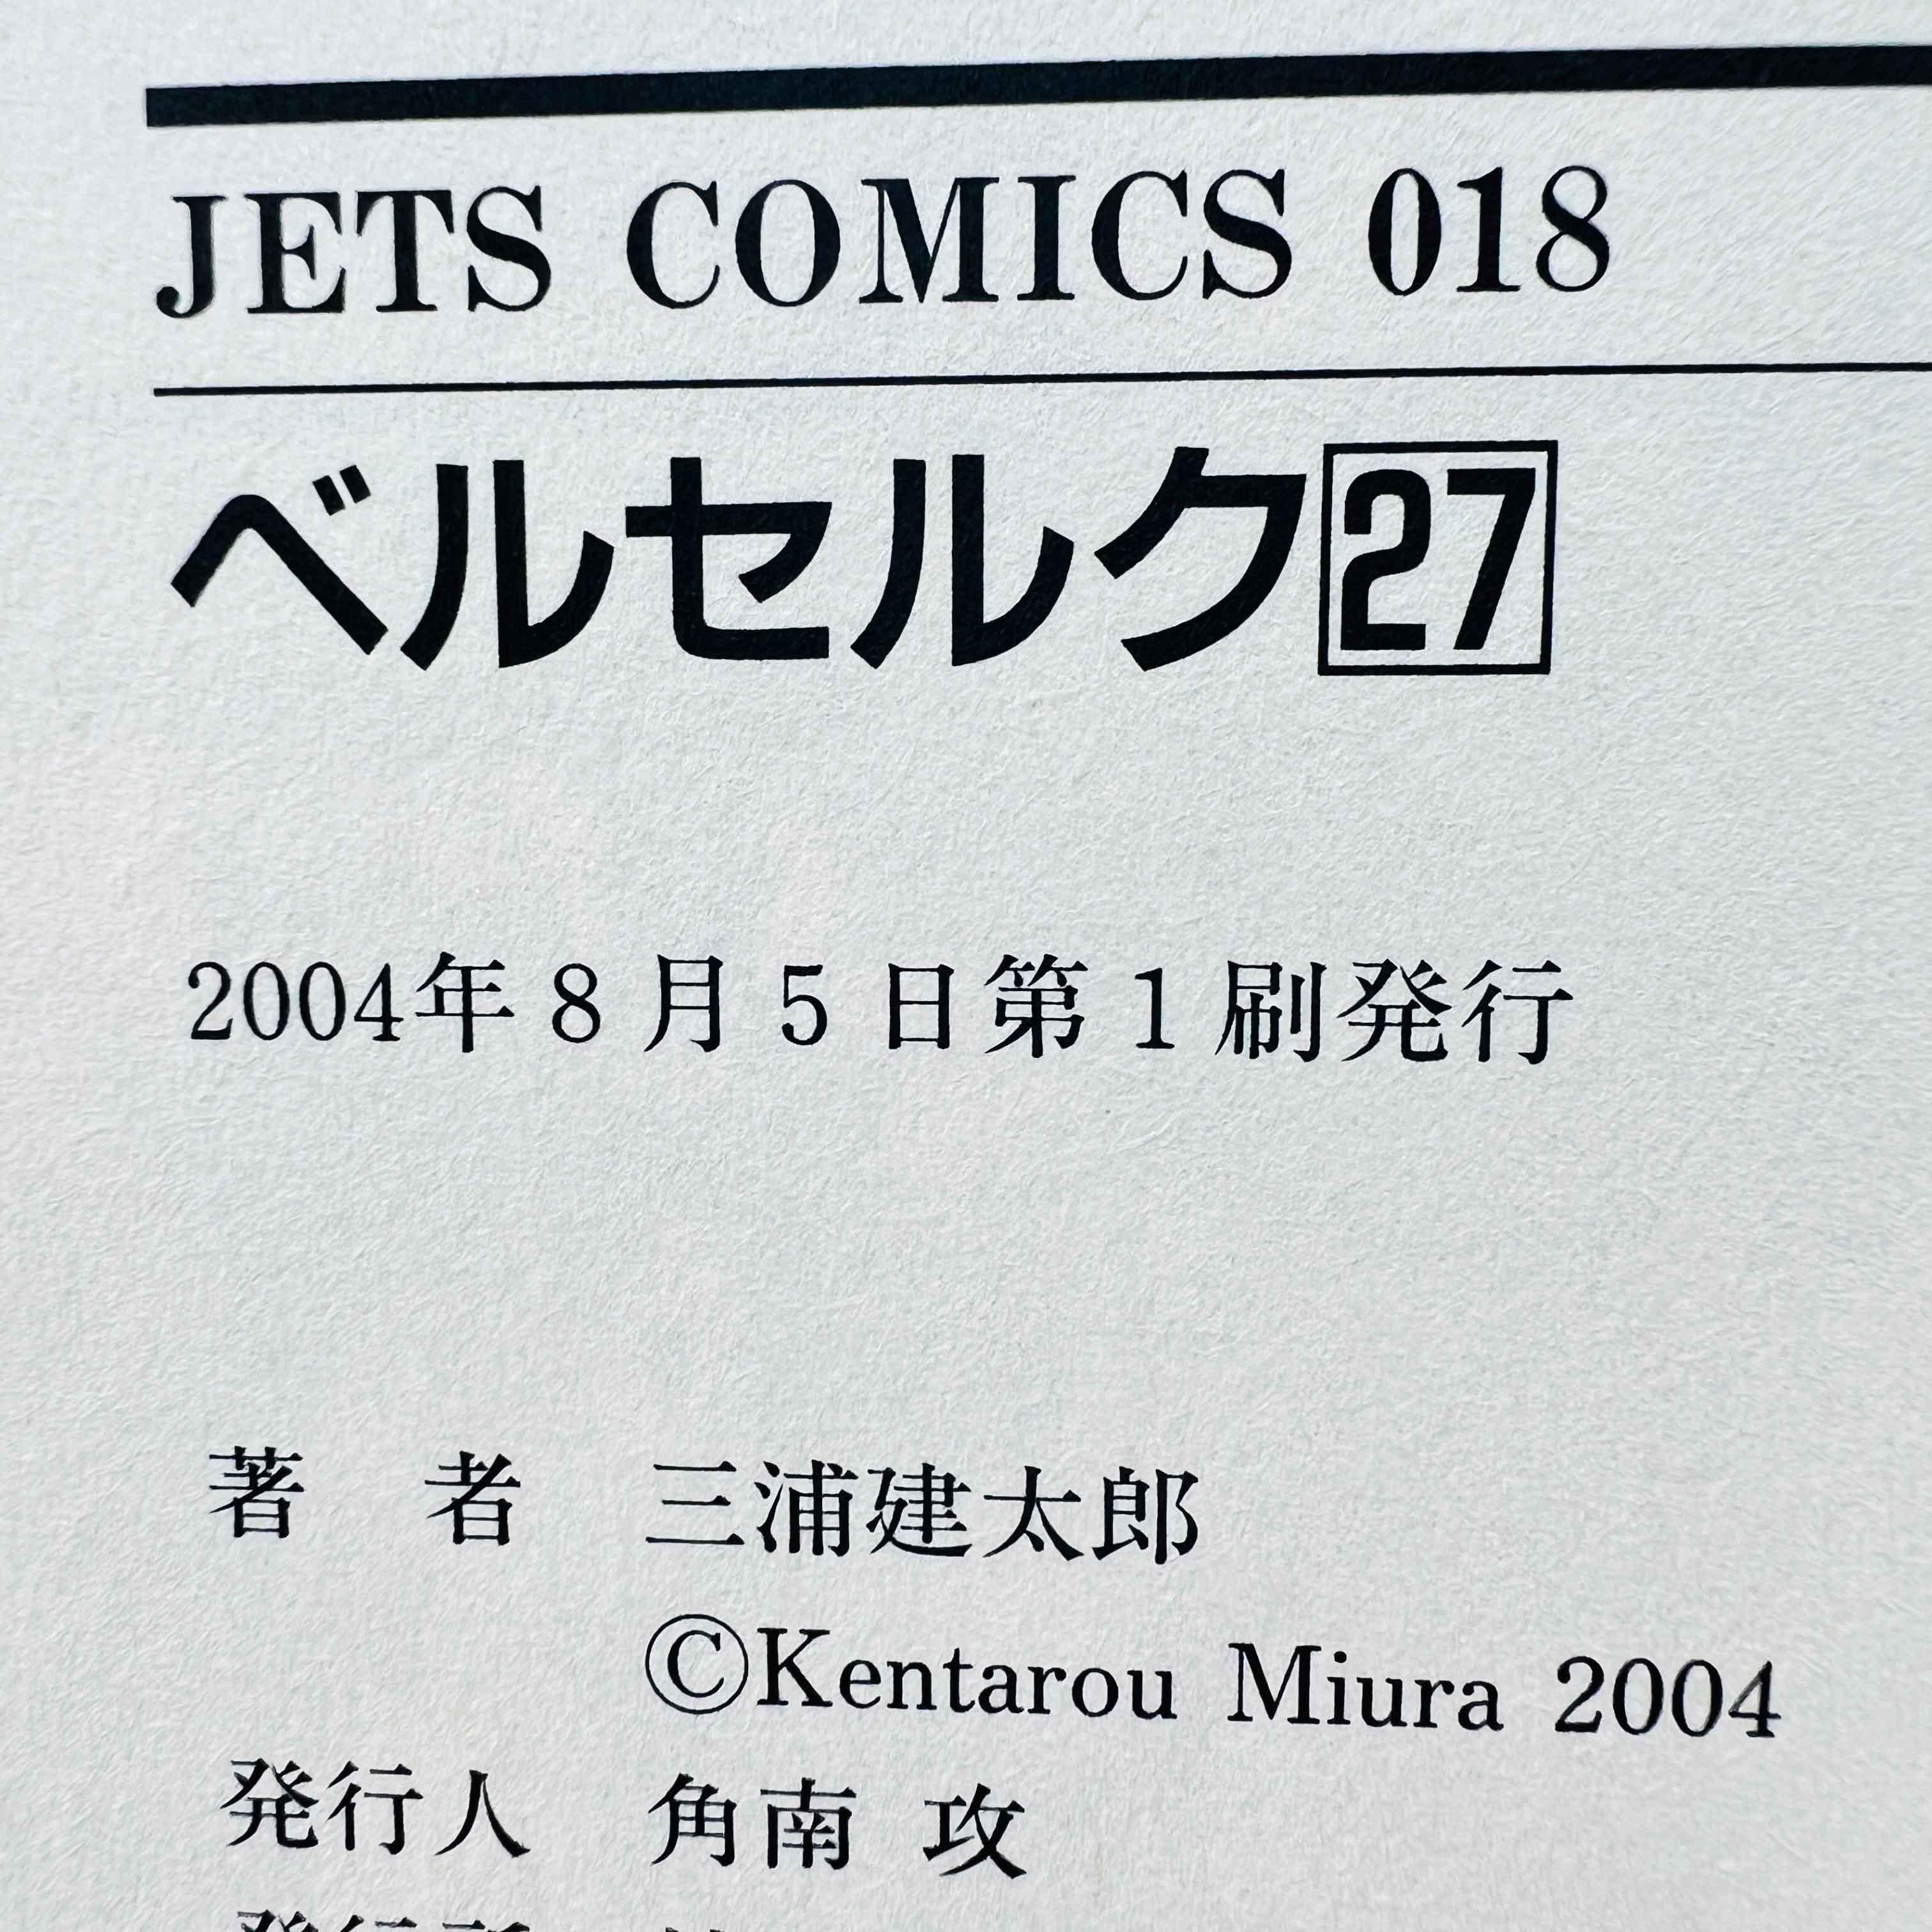 JETS COMICS 018
ベルセルク27
2004年8月5日第1刷発行
著 者 三浦建太郎
©Kentarou Miura 2004
発行人 角南 攻